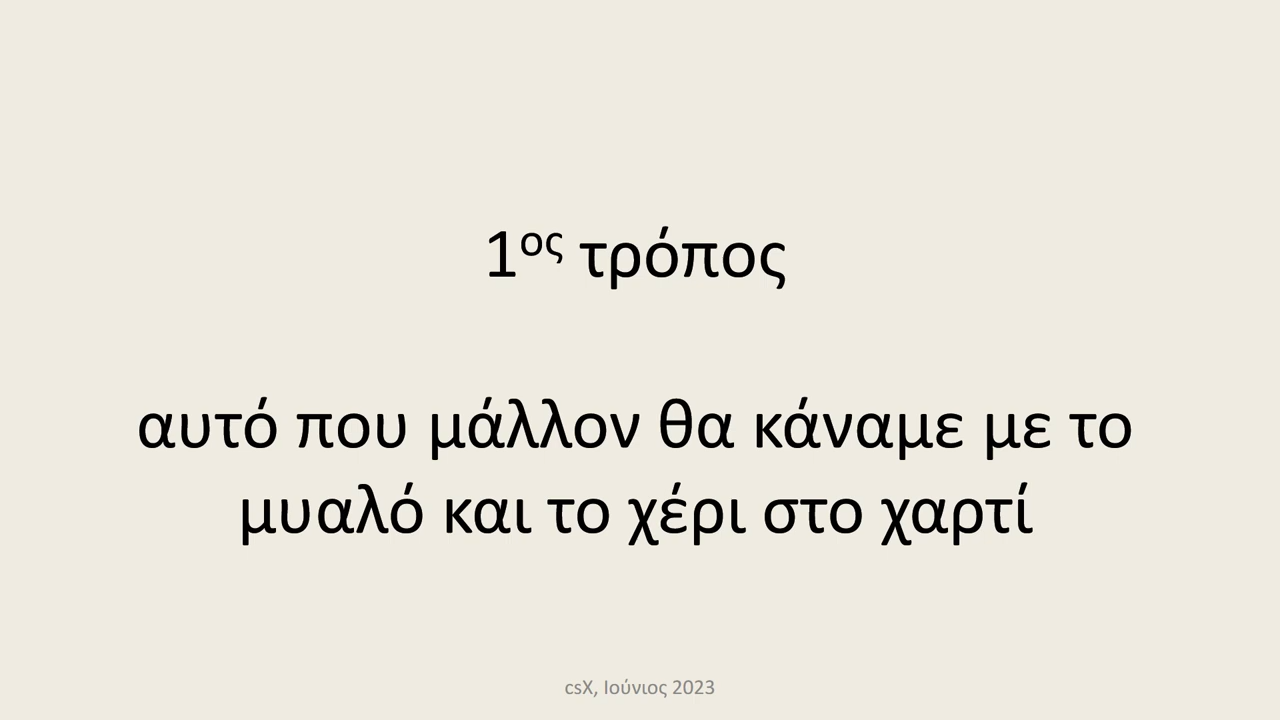 1ος τρόπος
αυτό που μάλλον θα κάναμε με το
μυαλό και το χέρι στο χαρτί
csX, Ιούνιος 2023